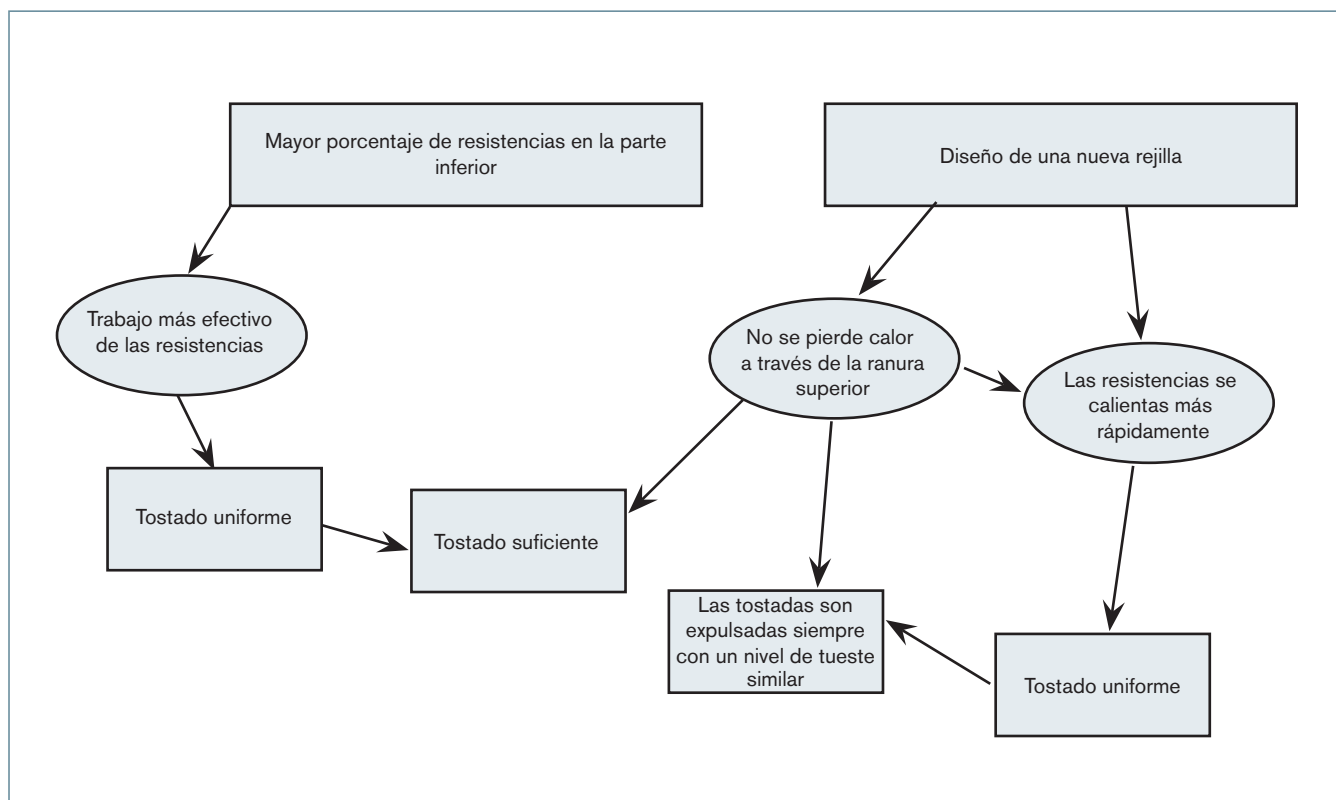 Mayor porcentaje de resistencias en la parte
inferior
Diseño de una nueva rejilla
Trabajo más efectivo
de las resistencias
No se pierde calor
a través de la ranura
superior
Las resistencias se
calientas más
rápidamente
Tostado uniforme
Tostado suficiente
Las tostadas son
expulsadas siempre
con un nivel de tueste
similar
Tostado uniforme